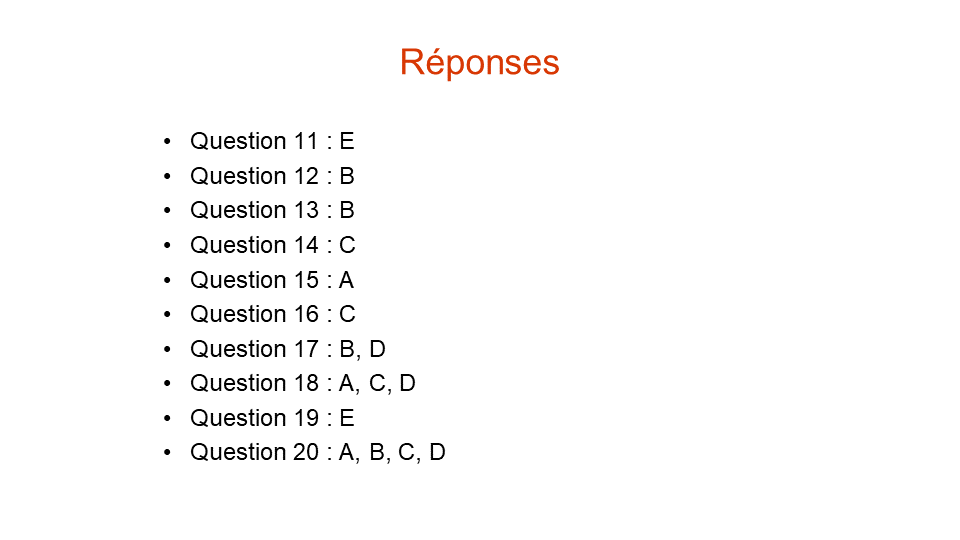 Réponses
• Question 11 : E
• Question 12 : B
• Question 13 : B
• Question 14 : C
• Question 15 : A
• Question 16 : C
• Question 17 : B, D
• Question 18 : A, C, D
• Question 19 : E
• Question 20 : A, B, C, D